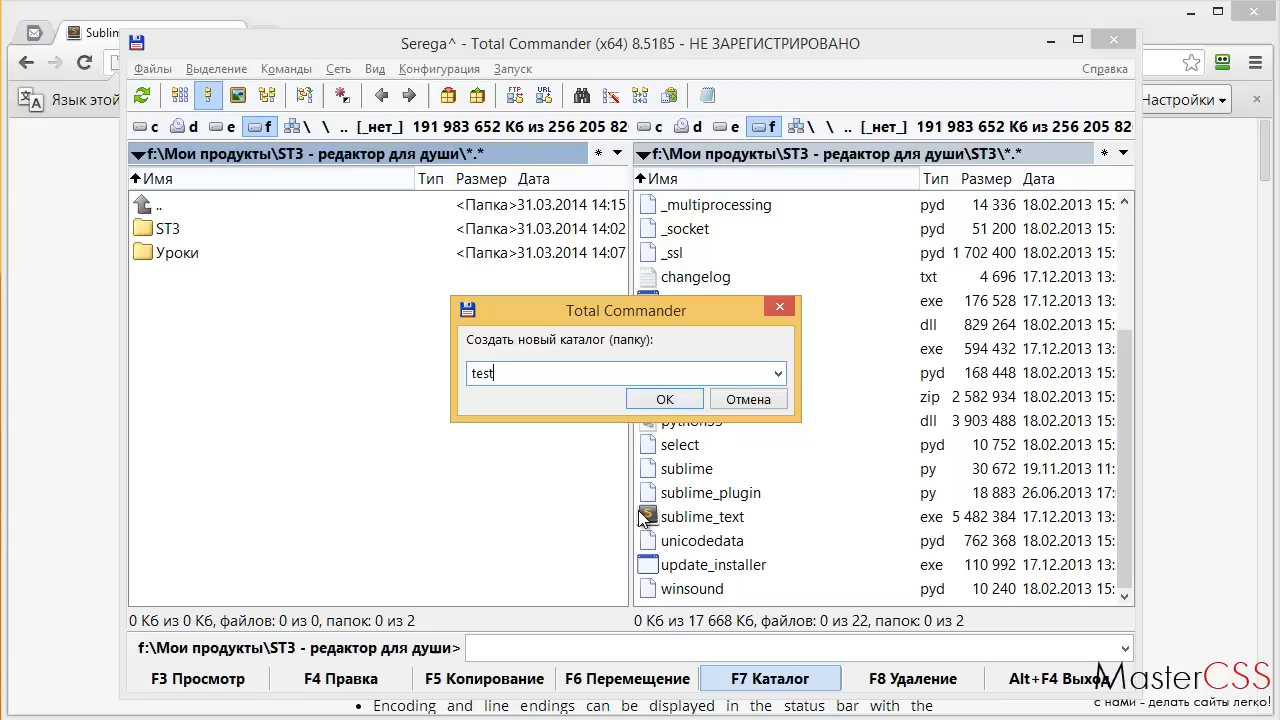 Sublim
Язык этой
Настройки
Serega^ - Total Commander (x64) 8.51ß5 - НЕ ЗАРЕГИСТРИРОВАНО
Файлы Выделение Команды Сеть Вид Конфигурация Запуск Справка
FTP URL
c d e f \ \ .. [_нет_] 191 983 652 Кб из 256 205 82 c d e f \ \ .. [_нет_] 191 983 652 Кб из 256 205 82
f:\Мои продукты\ST3 - редактор для души\*.* * f:\Мои продукты\ST3 - редактор для души\ST3\*.* *
Имя Тип Размер Дата Имя Тип Размер Дата
.. <Папка> 31.03.2014 14:15 _multiprocessing pyd 14 336 18.02.2013 15:
ST3 <Папка> 31.03.2014 14:02 _socket pyd 51 200 18.02.2013 15:
Уроки <Папка> 31.03.2014 14:07 _ssl pyd 1 702 400 18.02.2013 15:
changelog txt 4 696 17.12.2013 13:
exe 176 528 17.12.2013 13:
dll 829 264 18.02.2013 15:
exe 594 432 17.12.2013 13:
pyd 168 448 18.02.2013 15:
zip 2 582 934 18.02.2013 15:
python33 dll 3 903 488 18.02.2013 15:
select pyd 10 752 18.02.2013 15:
sublime py 30 672 19.11.2013 11:
sublime_plugin py 18 883 26.06.2013 17:
sublime_text exe 5 482 384 17.12.2013 13:
unicodedata pyd 762 368 18.02.2013 15:
update_installer exe 110 992 17.12.2013 13:
winsound pyd 10 240 18.02.2013 15:
Total Commander
Создать новый каталог (папку):
test
OK Отмена
0 Кб из 0 Кб, файлов: 0 из 0, папок: 0 из 2 0 Кб из 17 668 Кб, файлов: 0 из 22, папок: 0 из 2
f:\Мои продукты\ST3 - редактор для души>
F3 Просмотр F4 Правка F5 Копирование F6 Перемещение F7 Каталог F8 Удаление Alt+F4 Выход
MasterCSS
с нами - делать сайты легко!
• Encoding and line endings can be displayed in the status bar with the